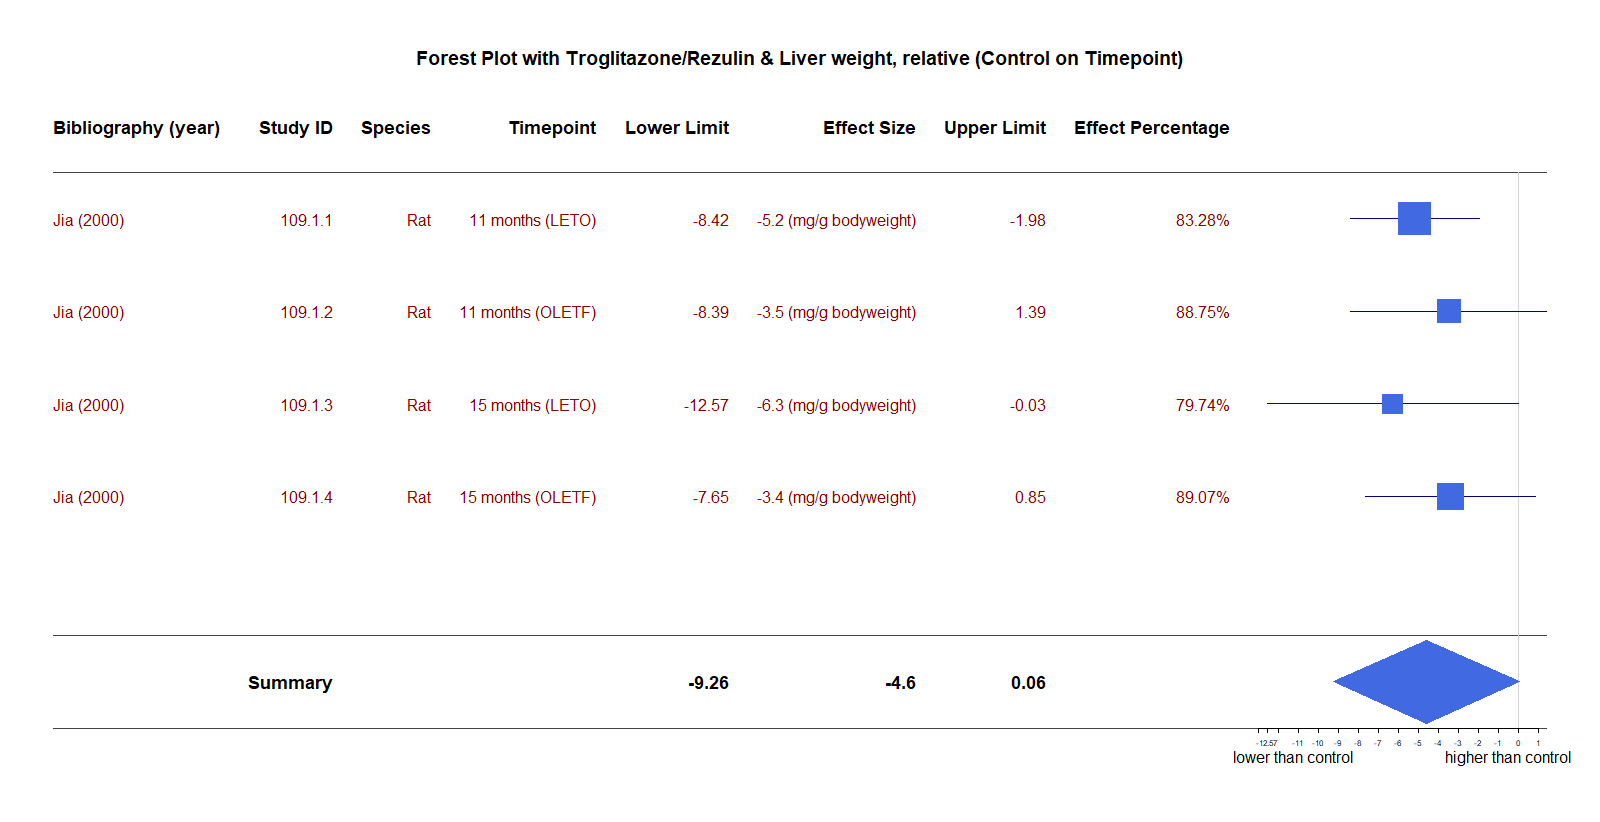 Forest Plot with Troglitazone/Rezulin & Liver weight, relative (Control on Timepoint)
Bibliography (year) Study ID Species Timepoint Lower Limit Effect Size Upper Limit Effect Percentage
Jia (2000) 109.1.1 Rat 11 months (LETO) -8.42 -5.2 (mg/g bodyweight) -1.98 83.28%
Jia (2000) 109.1.2 Rat 11 months (OLETF) -8.39 -3.5 (mg/g bodyweight) 1.39 88.75%
Jia (2000) 109.1.3 Rat 15 months (LETO) -12.57 -6.3 (mg/g bodyweight) -0.03 79.74%
Jia (2000) 109.1.4 Rat 15 months (OLETF) -7.65 -3.4 (mg/g bodyweight) 0.85 89.07%
Summary -9.26 -4.6 0.06
-12.57 -11 -10 -9 -8 -7 -6 -5 -4 -3 -2 -1 0 1
lower than control higher than control